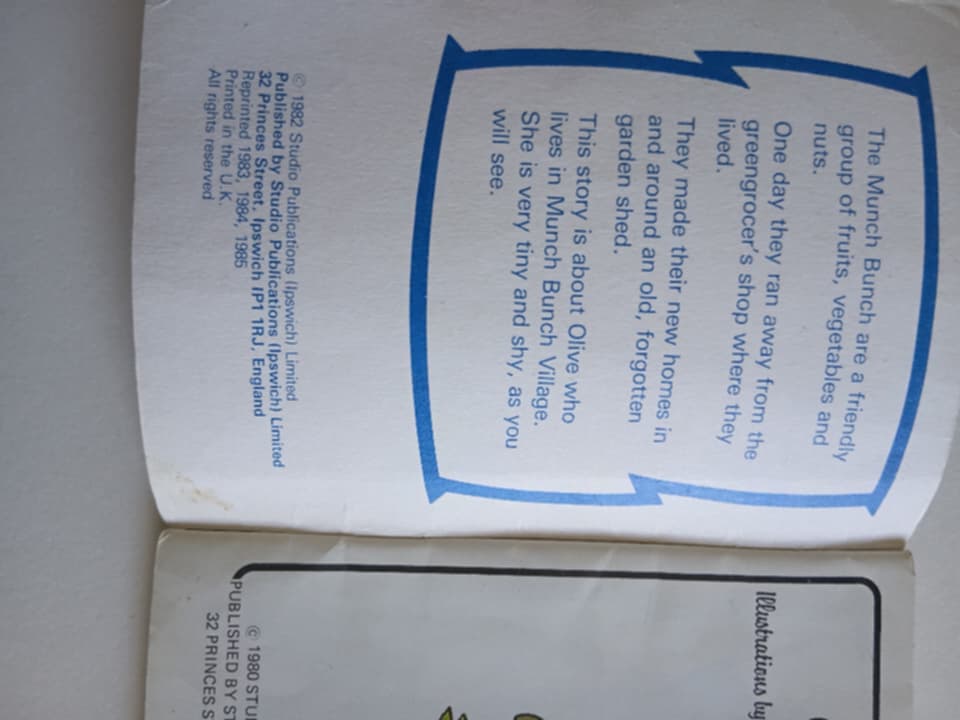 The Munch Bunch are a friendly
group of fruits, vegetables and
nuts.
One day they ran away from the
greengrocer's shop where they
lived.
They made their new homes in
and around an old, forgotten
garden shed.
This story is about Olive who
lives in Munch Bunch Village.
She is very tiny and shy, as you
will see.
© 1982 Studio Publications (Ipswich) Limited
Published by Studio Publications (Ipswich) Limited
32 Princes Street, Ipswich IP1 1RJ, England
Reprinted 1983, 1984, 1985
Printed in the U.K.
All rights reserved
Illustrations by
© 1980 STU
PUBLISHED BY ST
32 PRINCES S